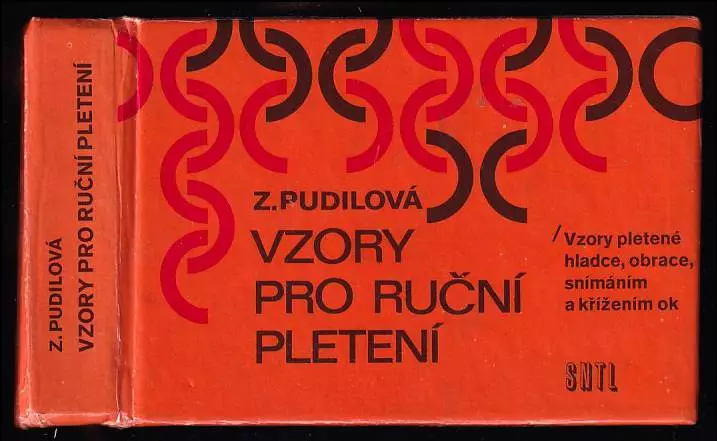 Z. PUDILOVÁ
VZORY PRO RUČNÍ PLETENÍ
Z.PUDILOVÁ
VZORY
PRO RUČNÍ
PLETENÍ
/Vzory pletené
hladce, obrace,
snímáním
a křížením ok
SNTL